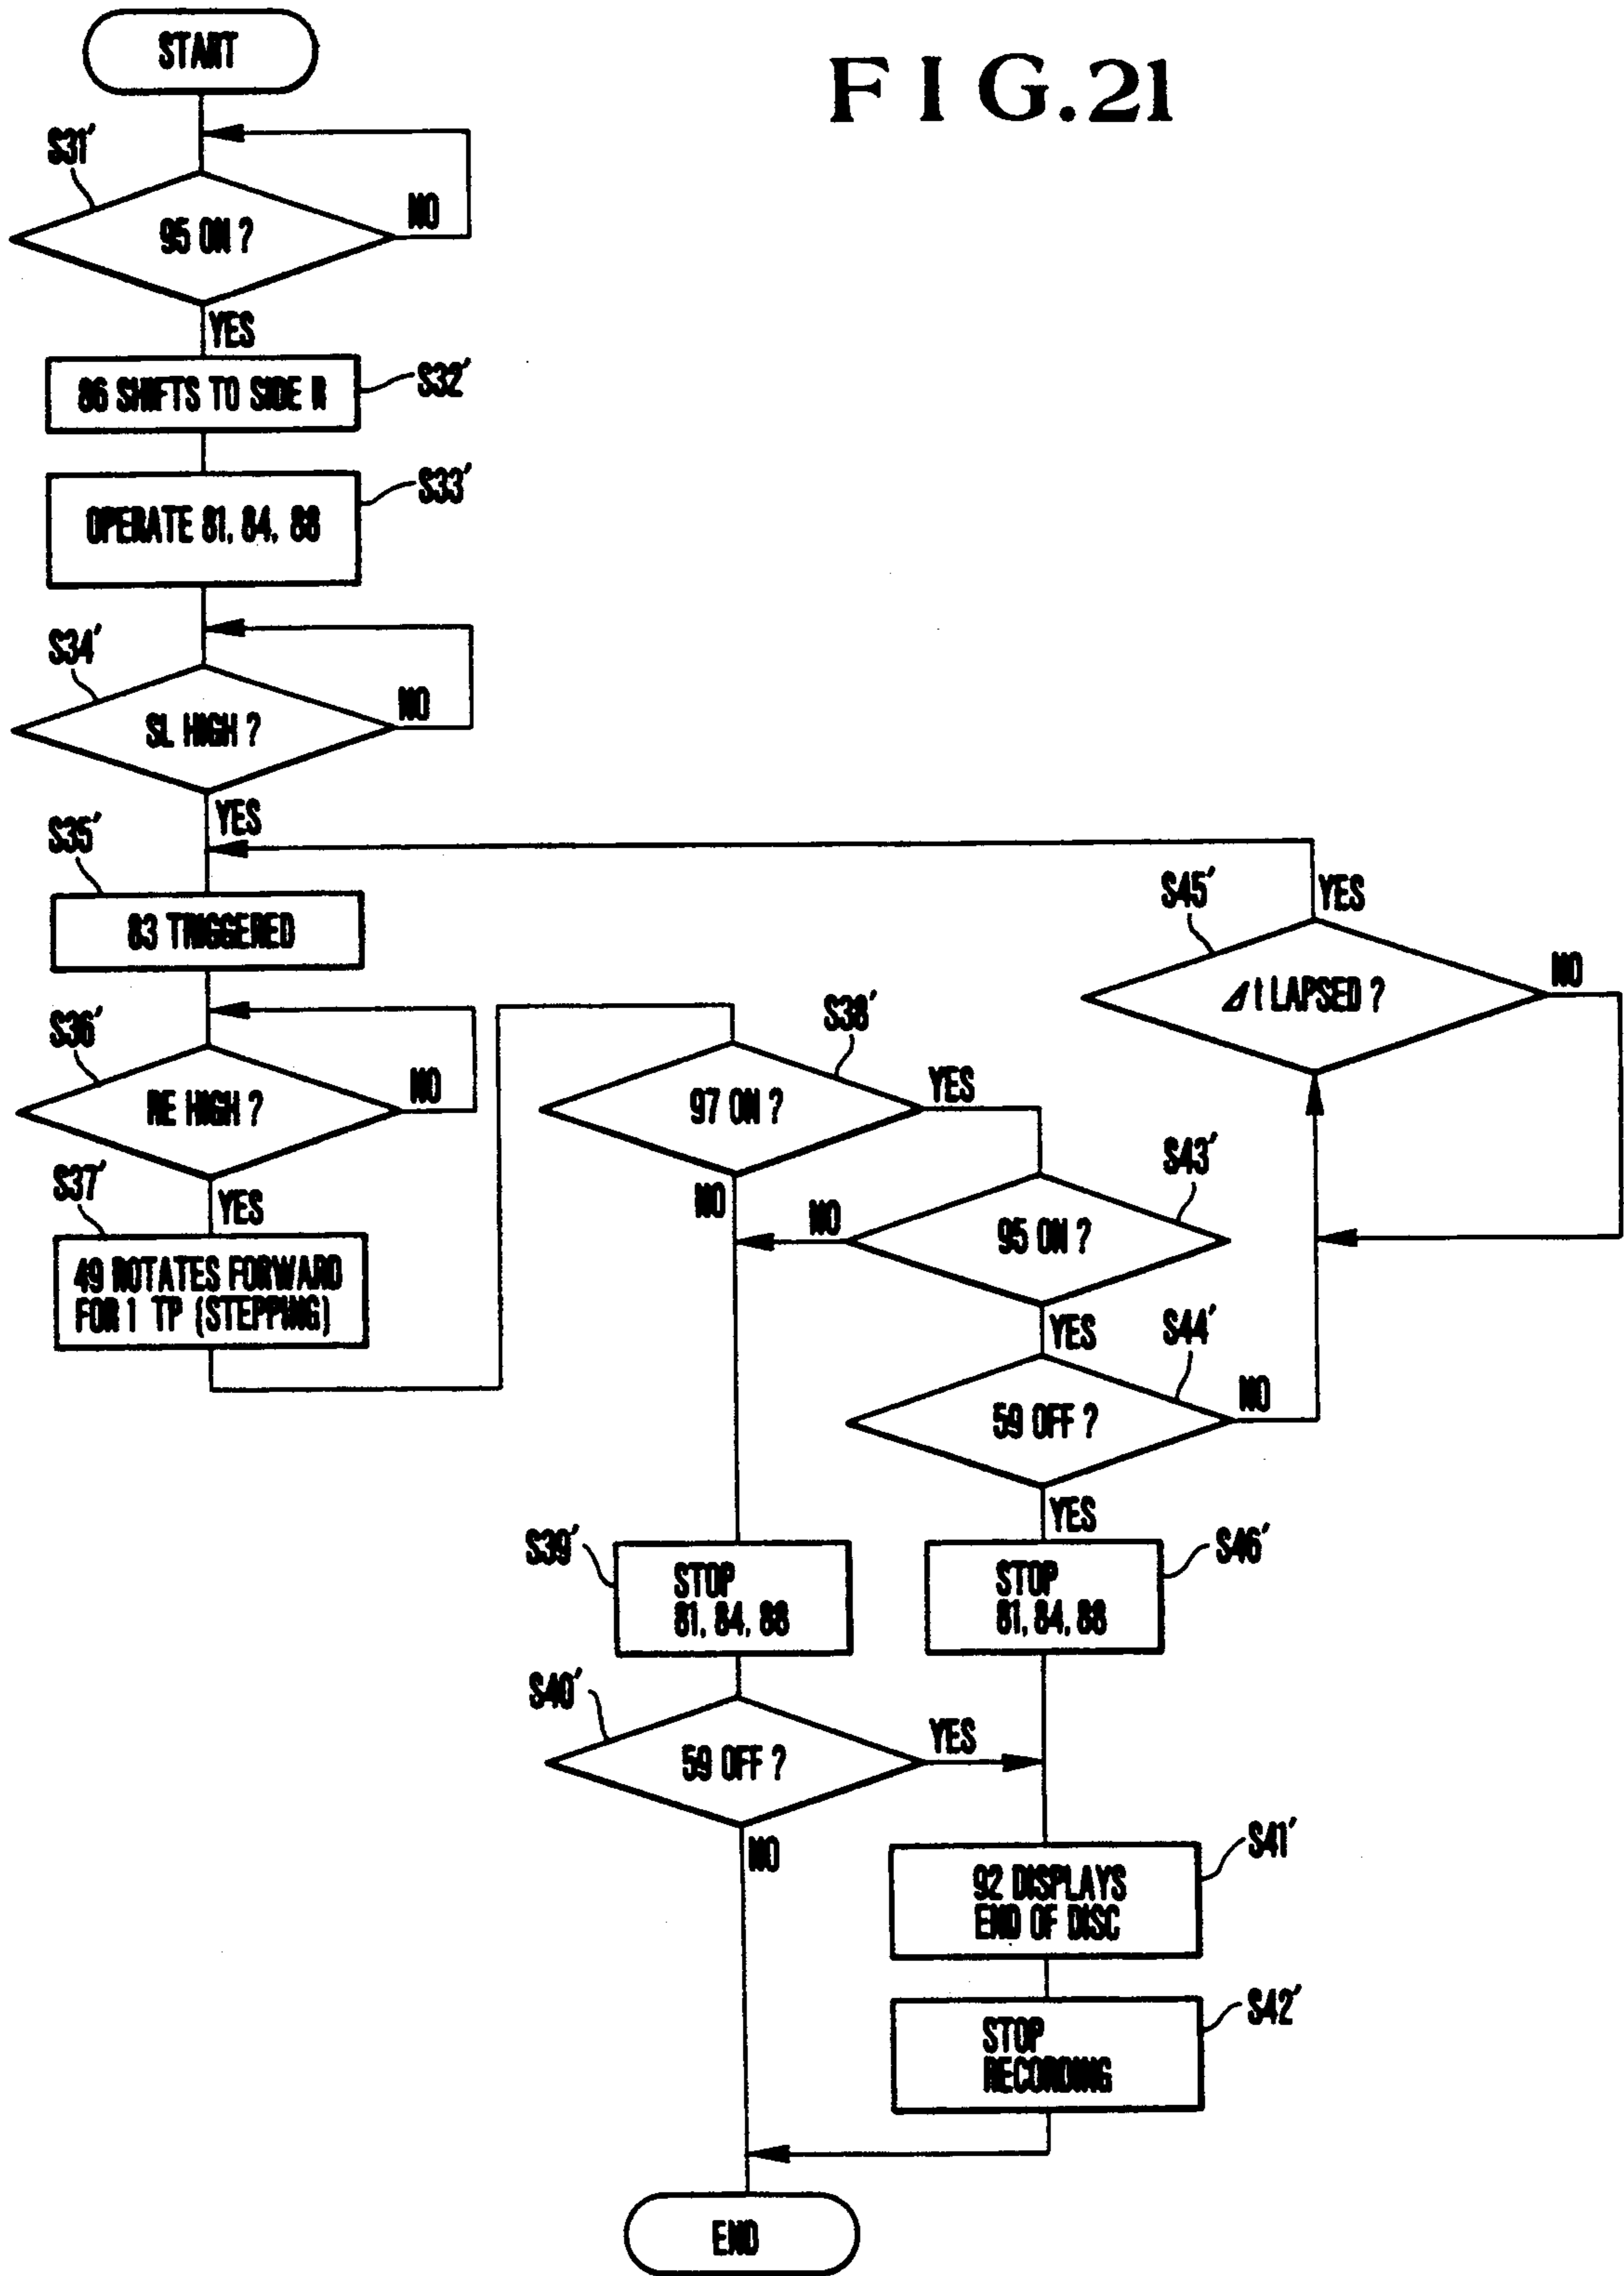 FIG.21
START
S31′
95 ON ?
NO
YES
86 SHIFTS TO SIDE R
S32′
S33′
OPERATE 81, 84, 88
S34′
SL HIGH ?
NO
YES
S35′
83 TRIGGERED
S36′
RE HIGH ?
NO
S37′
YES
49 ROTATES FORWARD
FOR 1 TP (STEPPING)
S38′
97 ON ?
YES
NO
S43′
95 ON ?
NO
YES
S44′
59 OFF ?
NO
YES
S45′
YES
⊿t LAPSED ?
NO
S39′
STOP
81, 84, 88
S46′
STOP
81, 84, 88
S40′
59 OFF ?
YES
NO
S41′
92 DISPLAYS
END OF DISC
S42′
STOP
RECORDING
END